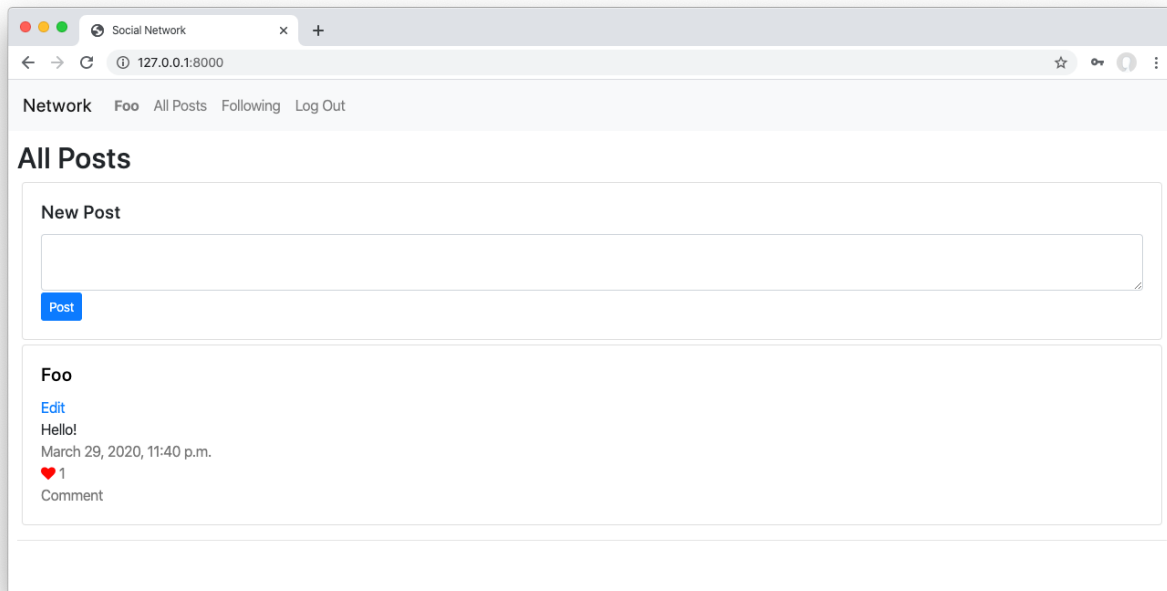 Social Network
127.0.0.1:8000
Network Foo All Posts Following Log Out
All Posts
New Post
Post
Foo
Edit
Hello!
March 29, 2020, 11:40 p.m.
1
Comment